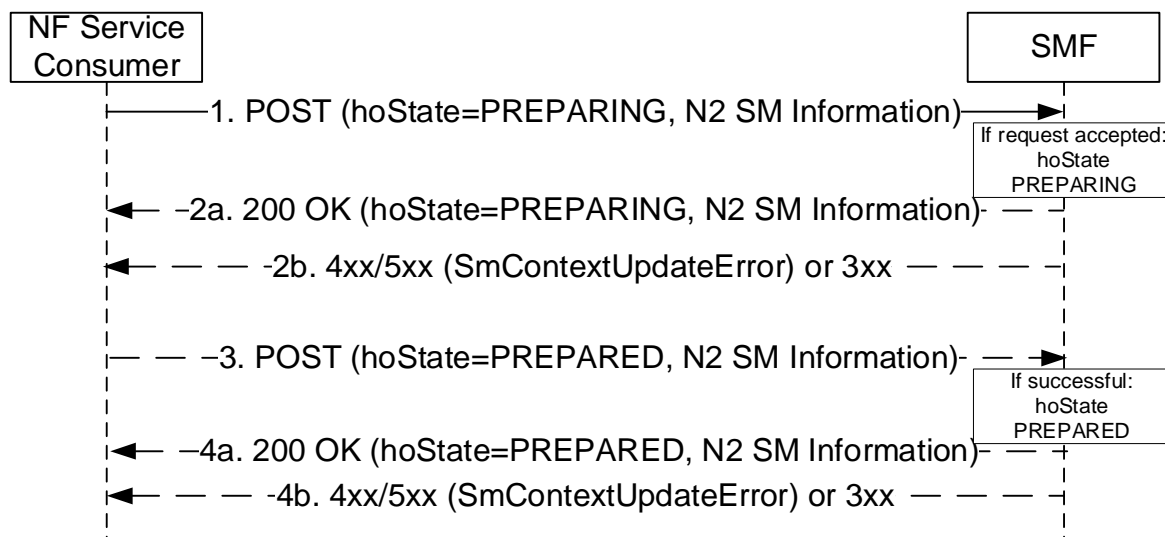 NF Service
Consumer
SMF
1. POST (hoState=PREPARING, N2 SM Information)
If request accepted:
hoState
PREPARING
2a. 200 OK (hoState=PREPARING, N2 SM Information)
2b. 4xx/5xx (SmContextUpdateError) or 3xx
3. POST (hoState=PREPARED, N2 SM Information)
If successful:
hoState
PREPARED
4a. 200 OK (hoState=PREPARED, N2 SM Information)
4b. 4xx/5xx (SmContextUpdateError) or 3xx